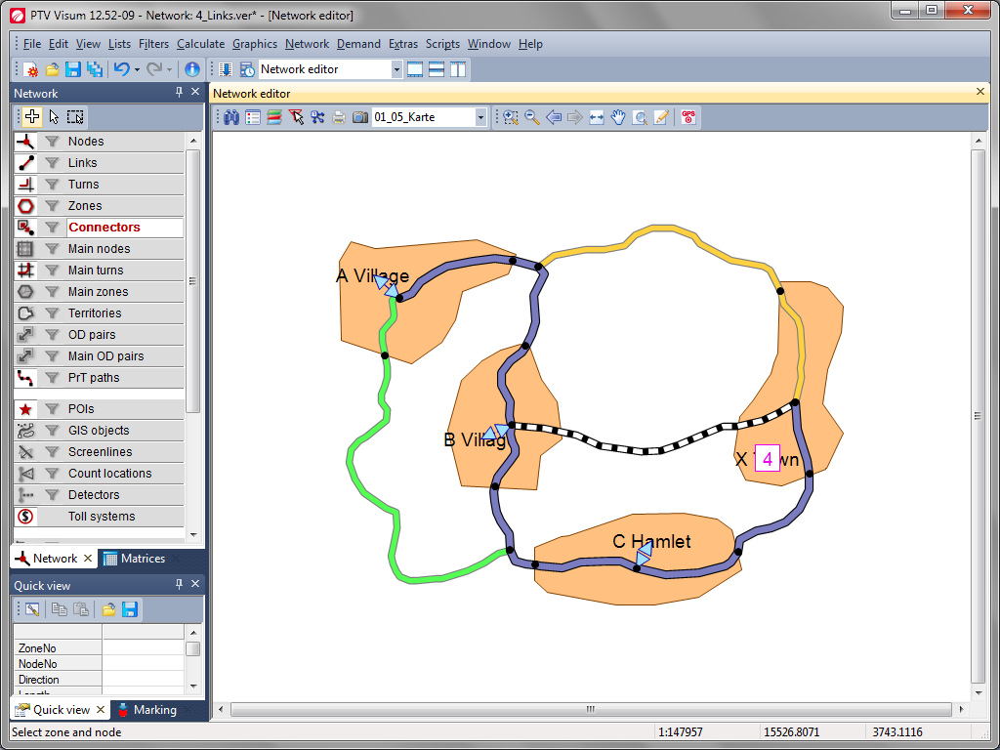 PTV Visum 12.52-09 - Network: 4_Links.ver* - [Network editor]
File Edit View Lists Filters Calculate Graphics Network Demand Extras Scripts Window Help
Network editor
Network
Network editor
01_05_Karte
GPS
Nodes
Links
Turns
Zones
Connectors
Main nodes
Main turns
Main zones
Territories
OD pairs
Main OD pairs
PrT paths
POIs
GIS objects
Screenlines
Count locations
Detectors
Toll systems
Network Matrices
Quick view
ZoneNo
NodeNo
Direction
Length
Quick view Marking
A Village
B Villag
X T wn
4
C Hamlet
Select zone and node
1:147957
15526.8071
3743.1116